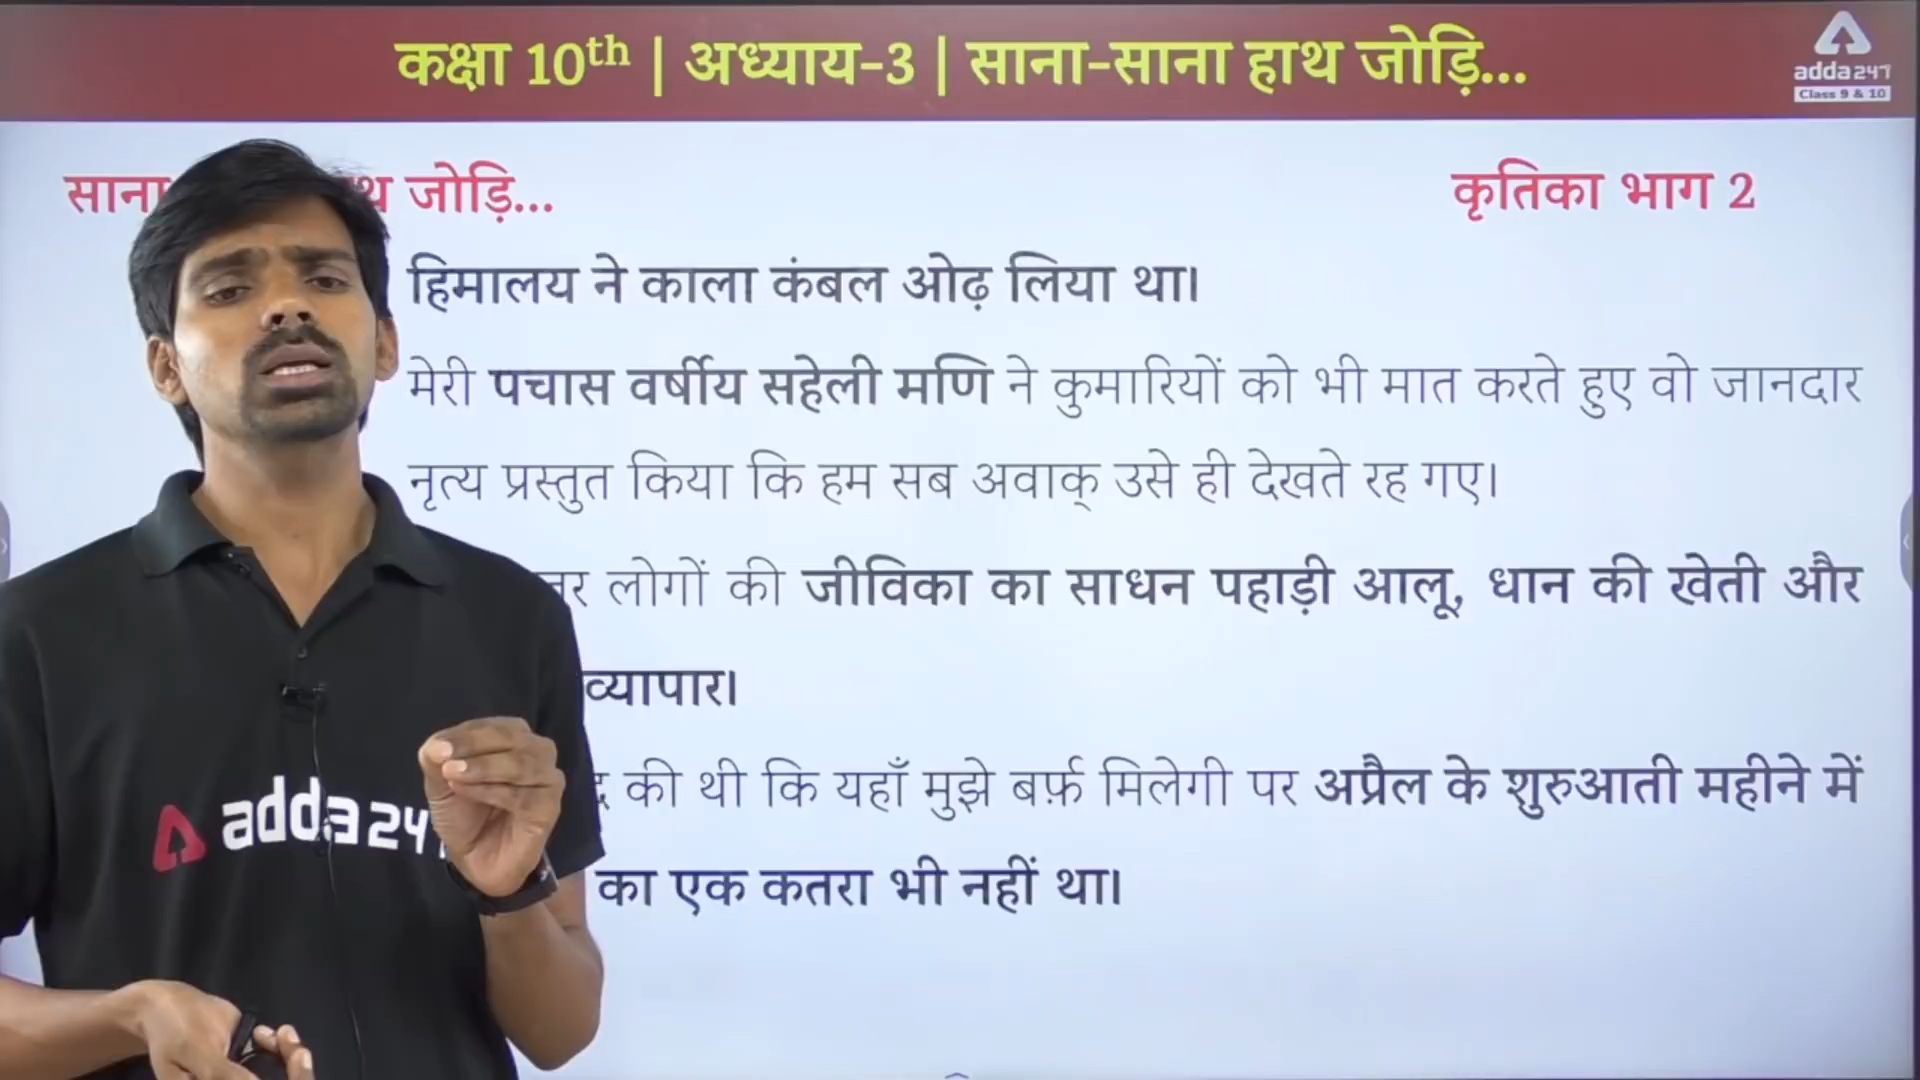 कक्षा 10th | अध्याय-3 | साना-साना हाथ जोड़ि...
adda247
Class 9 & 10
जोड़ि...
कृतिका भाग 2
हिमालय ने काला कंबल ओढ़ लिया था।
मेरी पचास वर्षीय सहेली मणि ने कुमारियों को भी मात करते हुए वो जानदार
नृत्य प्रस्तुत किया कि हम सब अवाक् उसे ही देखते रह गए।
लोगों की जीविका का साधन पहाड़ी आलू, धान की खेती और
व्यापार।
की थी कि यहाँ मुझे बर्फ़ मिलेगी पर अप्रैल के शुरुआती महीने में
का एक कतरा भी नहीं था।
adda247